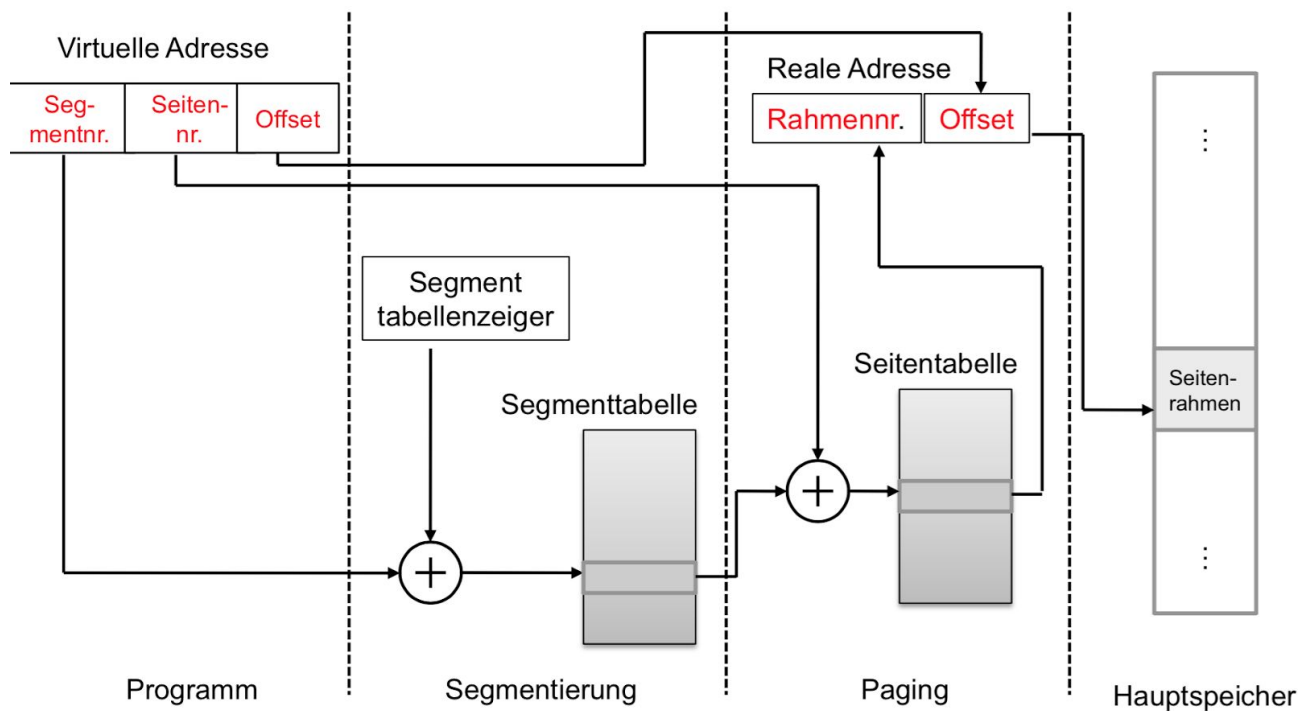 Virtuelle Adresse
Seg-
mentnr.
Seiten-
nr.
Offset
Reale Adresse
Rahmennr.
Offset
⋮
Segment
tabellenzeiger
Segmenttabelle
Seitentabelle
Seiten-
rahmen
⋮
Programm
Segmentierung
Paging
Hauptspeicher